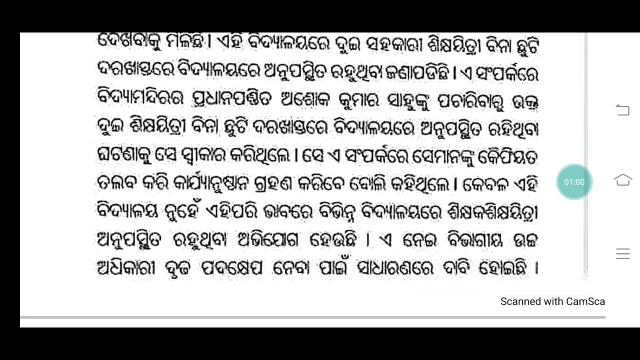 ଦେଖିବାକୁ ମିଳିଛି । ଏହି ବିଦ୍ୟାଳୟରେ ଦୁଇ ସହକାରୀ ଶିକ୍ଷୟିତ୍ରୀ ବିନା ଛୁଟି
ଦରଖାସ୍ତରେ ବିଦ୍ୟାଳୟରେ ଅନୁପସ୍ଥିତ ରହୁଥିବା ଜଣାପଡିଛି । ଏ ସଂପର୍କରେ
ବିଦ୍ୟାମନ୍ଦିରର ପ୍ରଧାନପଣ୍ଡିତ ଅଶୋକ କୁମାର ସାହୁଙ୍କୁ ପଚାରିବାରୁ ଉକ୍ତ
ଦୁଇ ଶିକ୍ଷୟିତ୍ରୀ ବିନା ଛୁଟି ଦରଖାସ୍ତରେ ବିଦ୍ୟାଳୟରେ ଅନୁପସ୍ଥିତ ରହିଥିବା
ଘଟଣାକୁ ସେ ସ୍ୱୀକାର କରିଥିଲେ । ସେ ଏ ସଂପର୍କରେ ସେମାନଙ୍କୁ କୈଫିୟତ
ତଲବ କରି କାର୍ଯ୍ୟାନୁଷ୍ଠାନ ଗ୍ରହଣ କରିବେ ବୋଲି କହିଥିଲେ । କେବଳ ଏହି
ବିଦ୍ୟାଳୟ ନୁହେଁ ଏହିପରି ଭାବରେ ବିଭିନ୍ନ ବିଦ୍ୟାଳୟରେ ଶିକ୍ଷକଶିକ୍ଷୟିତ୍ରୀ
ଅନୁପସ୍ଥିତ ରହୁଥିବା ଅଭିଯୋଗ ହେଉଛି । ଏ ନେଇ ବିଭାଗୀୟ ଉଚ୍ଚ
ଅଧିକାରୀ ଦୃଢ ପଦକ୍ଷେପ ନେବା ପାଇଁ ସାଧାରଣରେ ଦାବି ହୋଇଛି ।
01:00
Scanned with CamSca